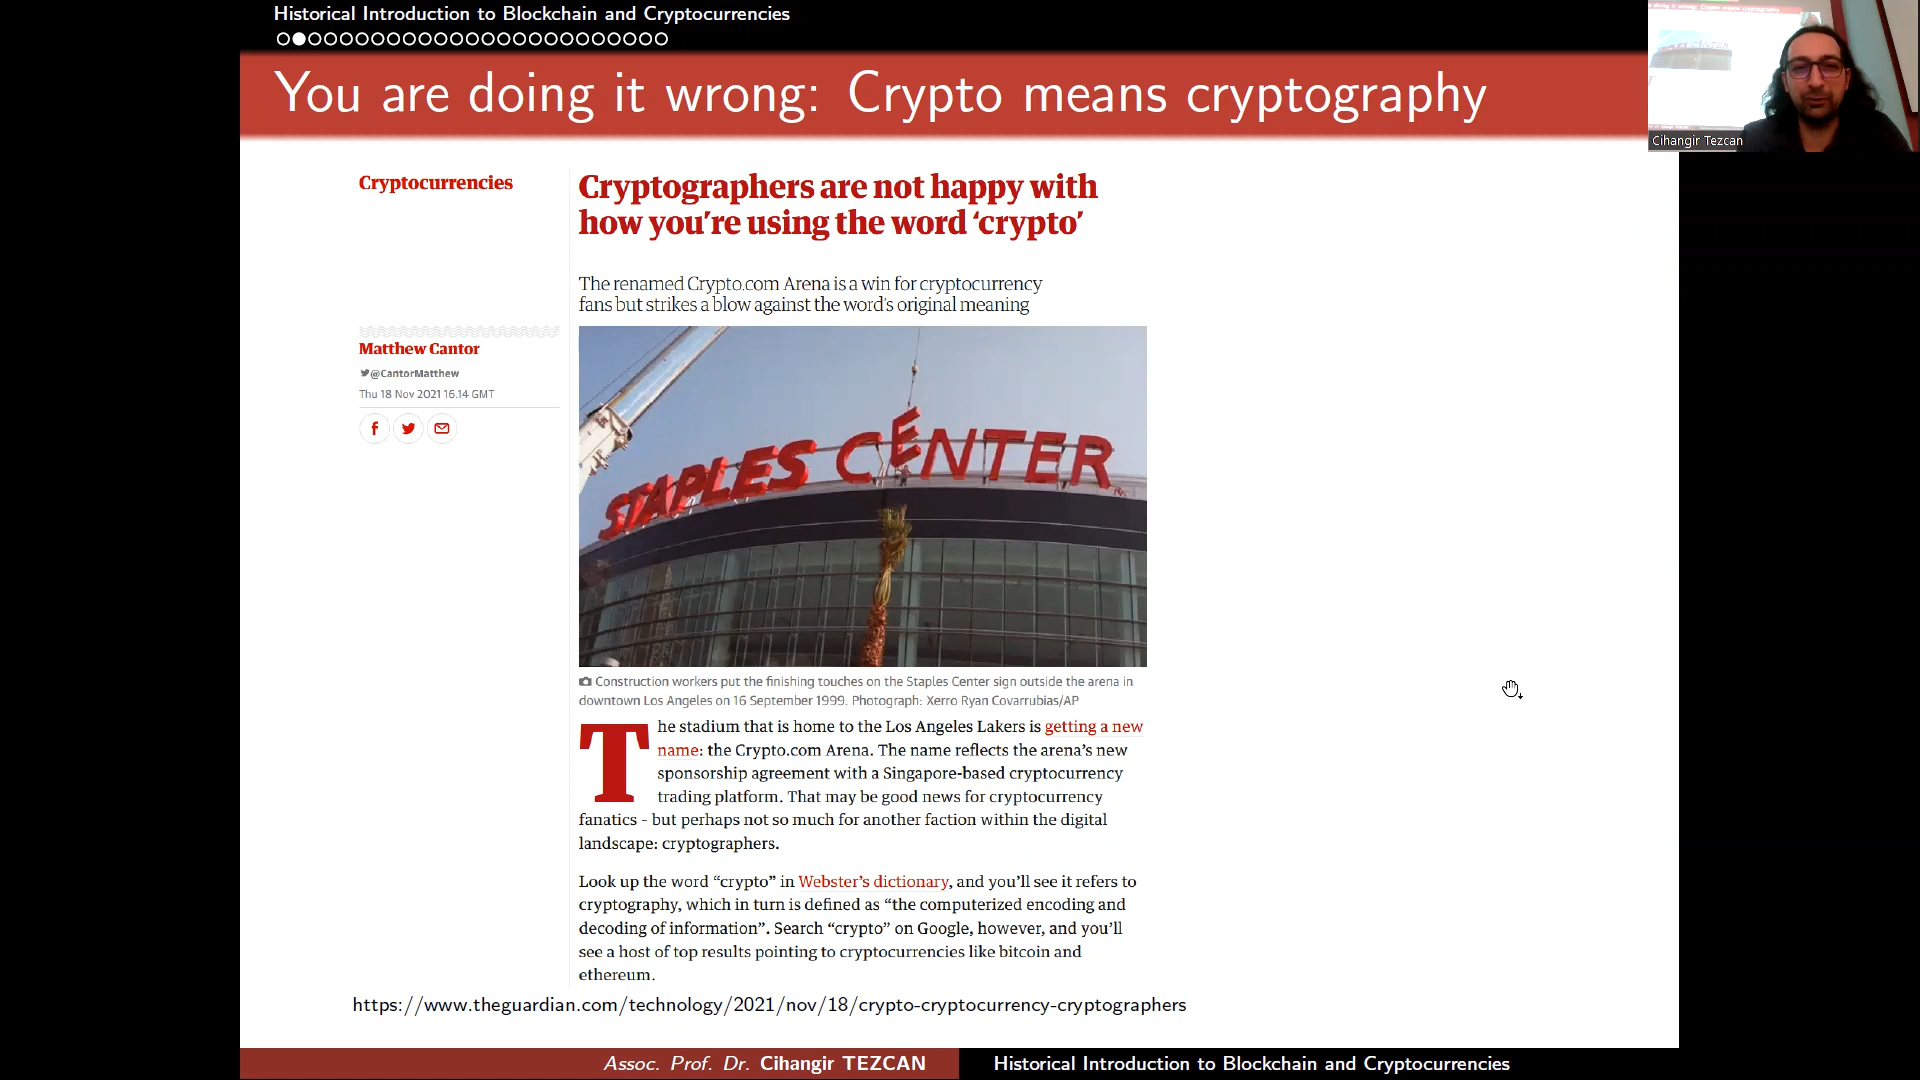 Historical Introduction to Blockchain and Cryptocurrencies
You are doing it wrong: Crypto means cryptography
Cihangir Tezcan
Cryptocurrencies
Cryptographers are not happy with
how you're using the word ‘crypto’
The renamed Crypto.com Arena is a win for cryptocurrency
fans but strikes a blow against the word's original meaning
Matthew Cantor
@CantorMatthew
Thu 18 Nov 2021 16.14 GMT
STAPLES CENTER
Construction workers put the finishing touches on the Staples Center sign outside the arena in
downtown Los Angeles on 16 September 1999. Photograph: Xerro Ryan Covarrubias/AP
The stadium that is home to the Los Angeles Lakers is getting a new
name: the Crypto.com Arena. The name reflects the arena's new
sponsorship agreement with a Singapore-based cryptocurrency
trading platform. That may be good news for cryptocurrency
fanatics – but perhaps not so much for another faction within the digital
landscape: cryptographers.
Look up the word “crypto” in Webster's dictionary, and you'll see it refers to
cryptography, which in turn is defined as “the computerized encoding and
decoding of information”. Search “crypto” on Google, however, and you'll
see a host of top results pointing to cryptocurrencies like bitcoin and
ethereum.
https://www.theguardian.com/technology/2021/nov/18/crypto-cryptocurrency-cryptographers
Assoc. Prof. Dr. Cihangir TEZCAN
Historical Introduction to Blockchain and Cryptocurrencies